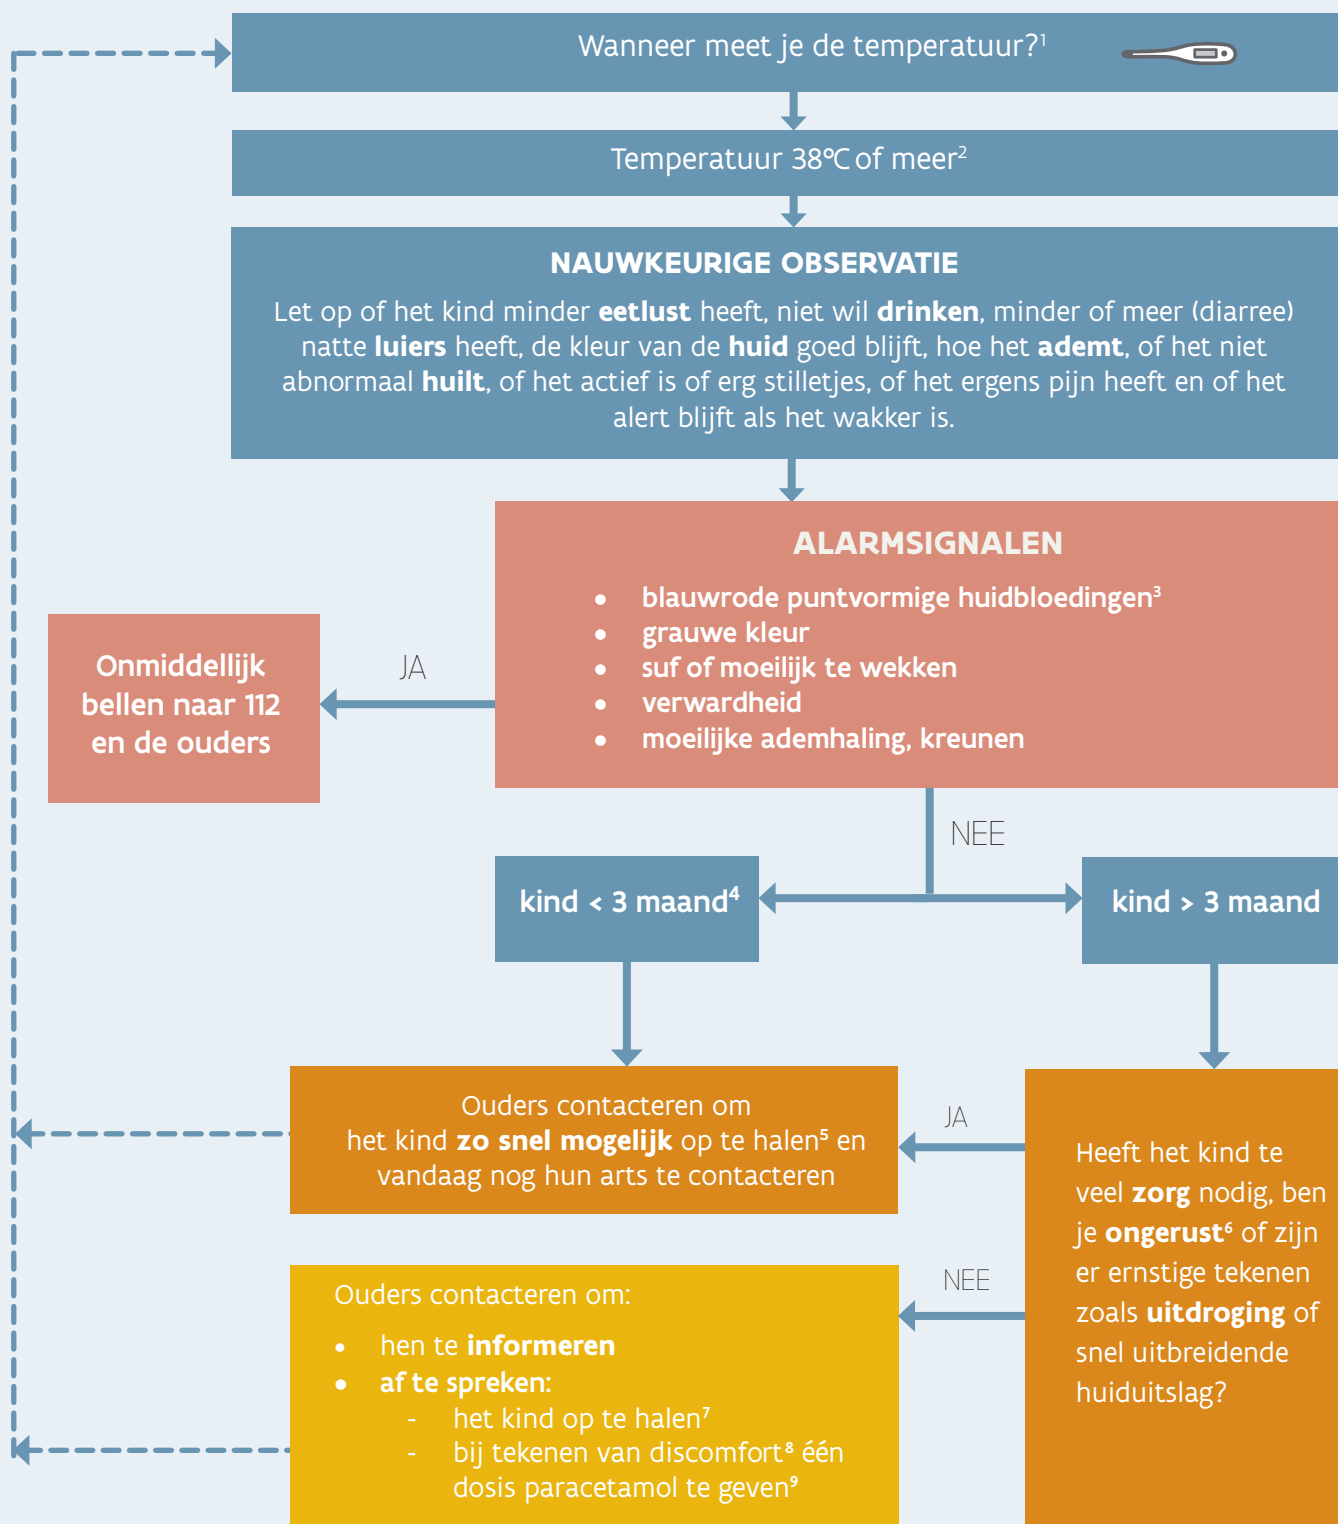 Wanneer meet je de temperatuur?¹
Temperatuur 38°C of meer²
NAUWKEURIGE OBSERVATIE
Let op of het kind minder eetlust heeft, niet wil drinken, minder of meer (diarree)
natte luiers heeft, de kleur van de huid goed blijft, hoe het ademt, of het niet
abnormaal huilt, of het actief is of erg stilletjes, of het ergens pijn heeft en of het
alert blijft als het wakker is.
ALARMSIGNALEN
• blauwrode puntvormige huidbloedingen³
• grauwe kleur
• suf of moeilijk te wekken
• verwardheid
• moeilijke ademhaling, kreunen
JA
Onmiddellijk
bellen naar 112
en de ouders
NEE
kind < 3 maand⁴
kind > 3 maand
Ouders contacteren om
het kind zo snel mogelijk op te halen⁵ en
vandaag nog hun arts te contacteren
JA
Heeft het kind te
veel zorg nodig, ben
je ongerust⁶ of zijn
er ernstige tekenen
zoals uitdroging of
snel uitbreidende
huiduitslag?
NEE
Ouders contacteren om:
• hen te informeren
• af te spreken:
- het kind op te halen⁷
- bij tekenen van discomfort⁸ één
dosis paracetamol te geven⁹